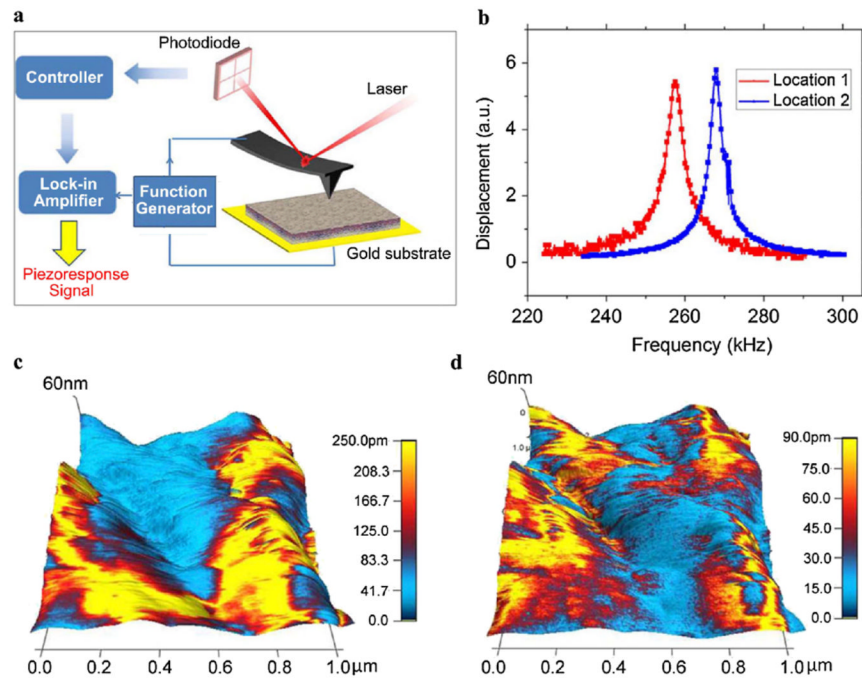 a
Photodiode
Controller
Laser
Lock-in
Amplifier
Function
Generator
Gold substrate
Piezoresponse
Signal
b
Displacement (a.u.)
6
4
2
0
Location 1
Location 2
220
240
260
280
300
Frequency (kHz)
c
60nm
250.0pm
208.3
166.7
125.0
83.3
41.7
0.0
0.0
0.2
0.4
0.6
0.8
1.0μm
d
60nm
0
90.0pm
75.0
60.0
45.0
30.0
15.0
0.0
0.0
0.2
0.4
0.6
0.8
1.0μm